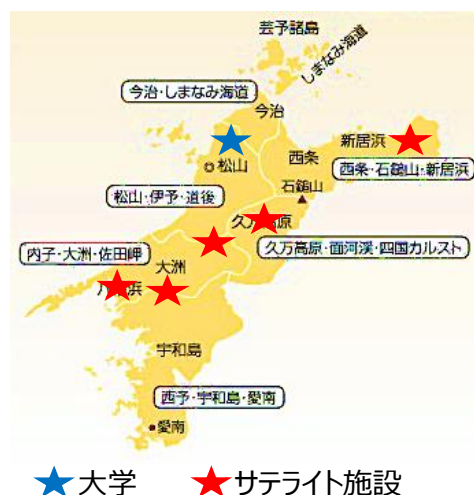 芸予諸島
しまなみ海道
今治・しまなみ海道
今治
新居浜
西条
松山
西条・石鎚山・新居浜
石鎚山
松山・伊予・道後
久万高原
久万高原・面河渓・四国カルスト
内子・大洲・佐田岬
大洲
八幡浜
宇和島
西予・宇和島・愛南
愛南
大学 サテライト施設